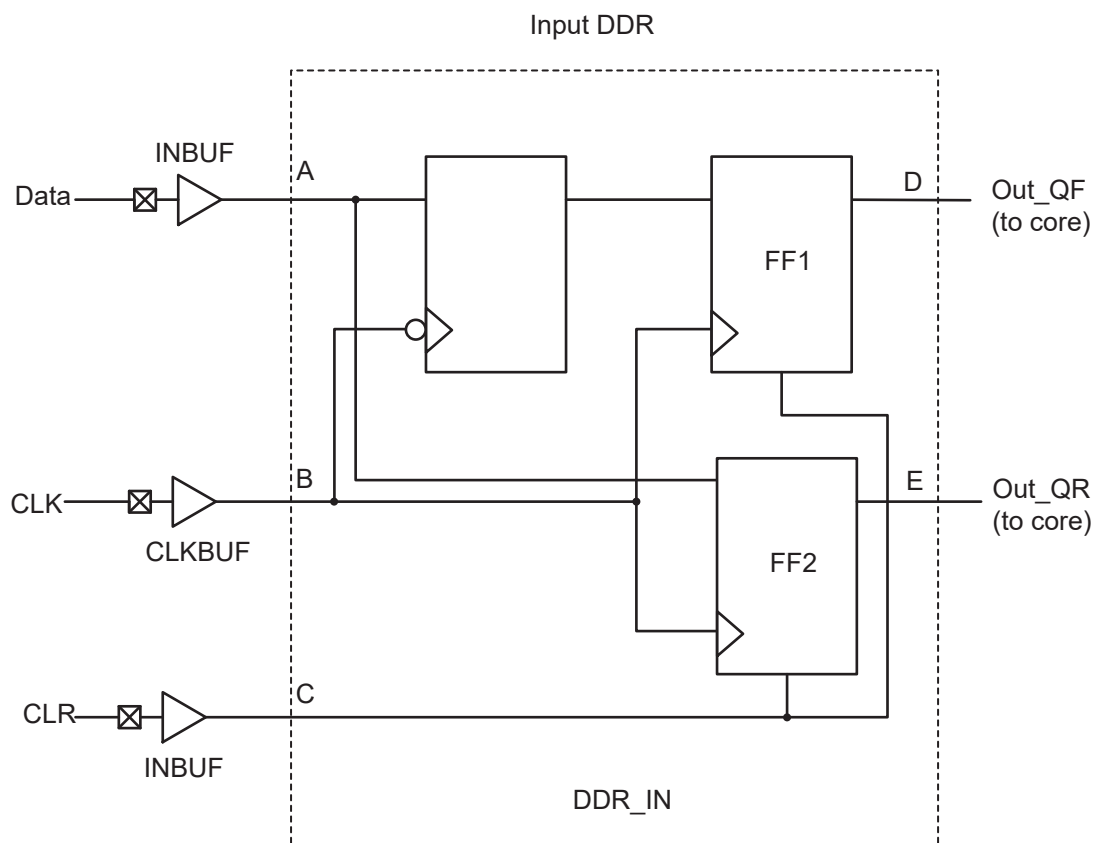 Input DDR
INBUF
A
Data
D
Out_QF
(to core)
FF1
B
E
CLK
Out_QR
(to core)
CLKBUF
FF2
C
CLR
INBUF
DDR_IN